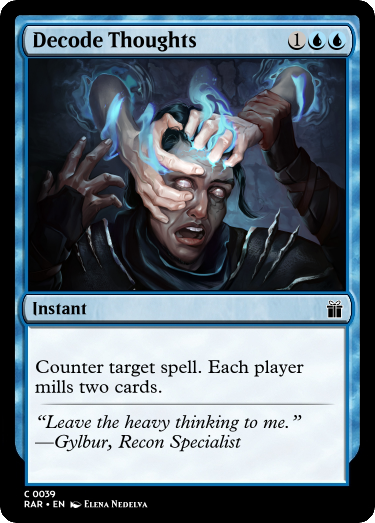 Decode Thoughts 1
Instant
Counter target spell. Each player
mills two cards.
“Leave the heavy thinking to me.”
—Gylbur, Recon Specialist
C 0039
RAR • EN Elena Nedelva